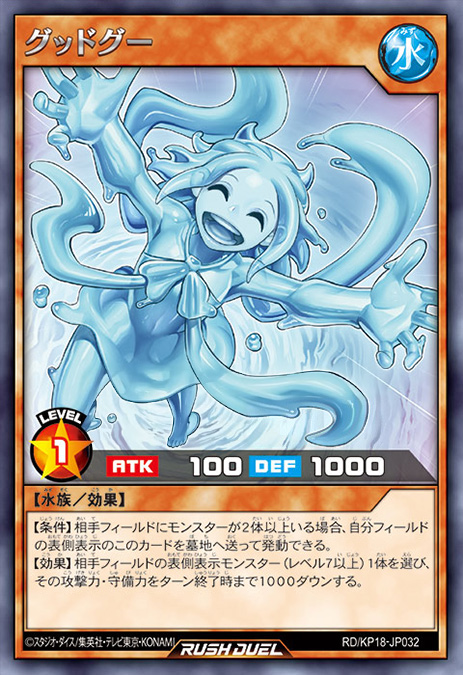 グッドグー
みず
水
LEVEL
1
ATK 100 DEF 1000
【水族／効果】
【条件】相手フィールドにモンスターが2体以上いる場合、自分フィールド
の表側表示のこのカードを墓地へ送って発動できる。
【効果】相手フィールドの表側表示モンスター（レベル7以上）1体を選び、
その攻撃力・守備力をターン終了時まで1000ダウンする。
©スタジオ・ダイス/集英社・テレビ東京・KONAMI
RUSH DUEL
RD/KP18-JP032